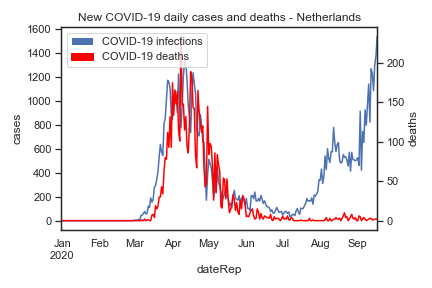 New COVID-19 daily cases and deaths - Netherlands
COVID-19 infections
COVID-19 deaths
1600
1400
1200
1000
800
600
400
200
0
cases
200
150
100
50
0
deaths
Jan Feb Mar Apr May Jun Jul Aug Sep
2020
dateRep